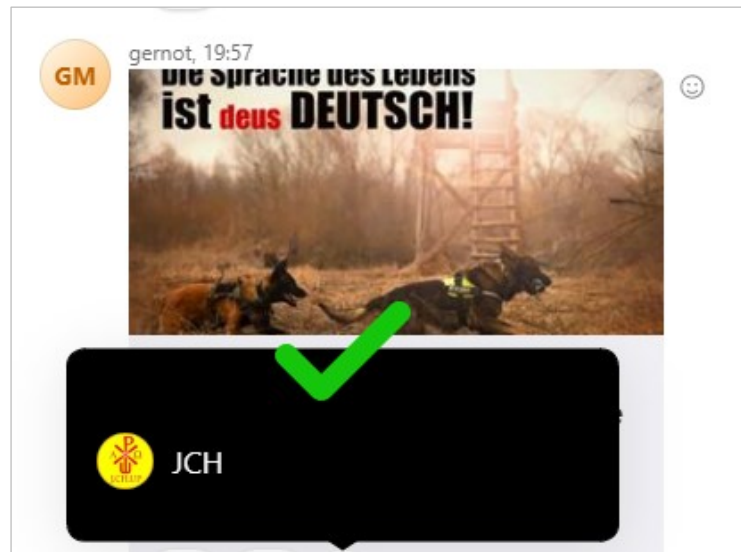 gernot, 19:57
GM
Die Sprache des Lebens
ist deus DEUTSCH!
JCH